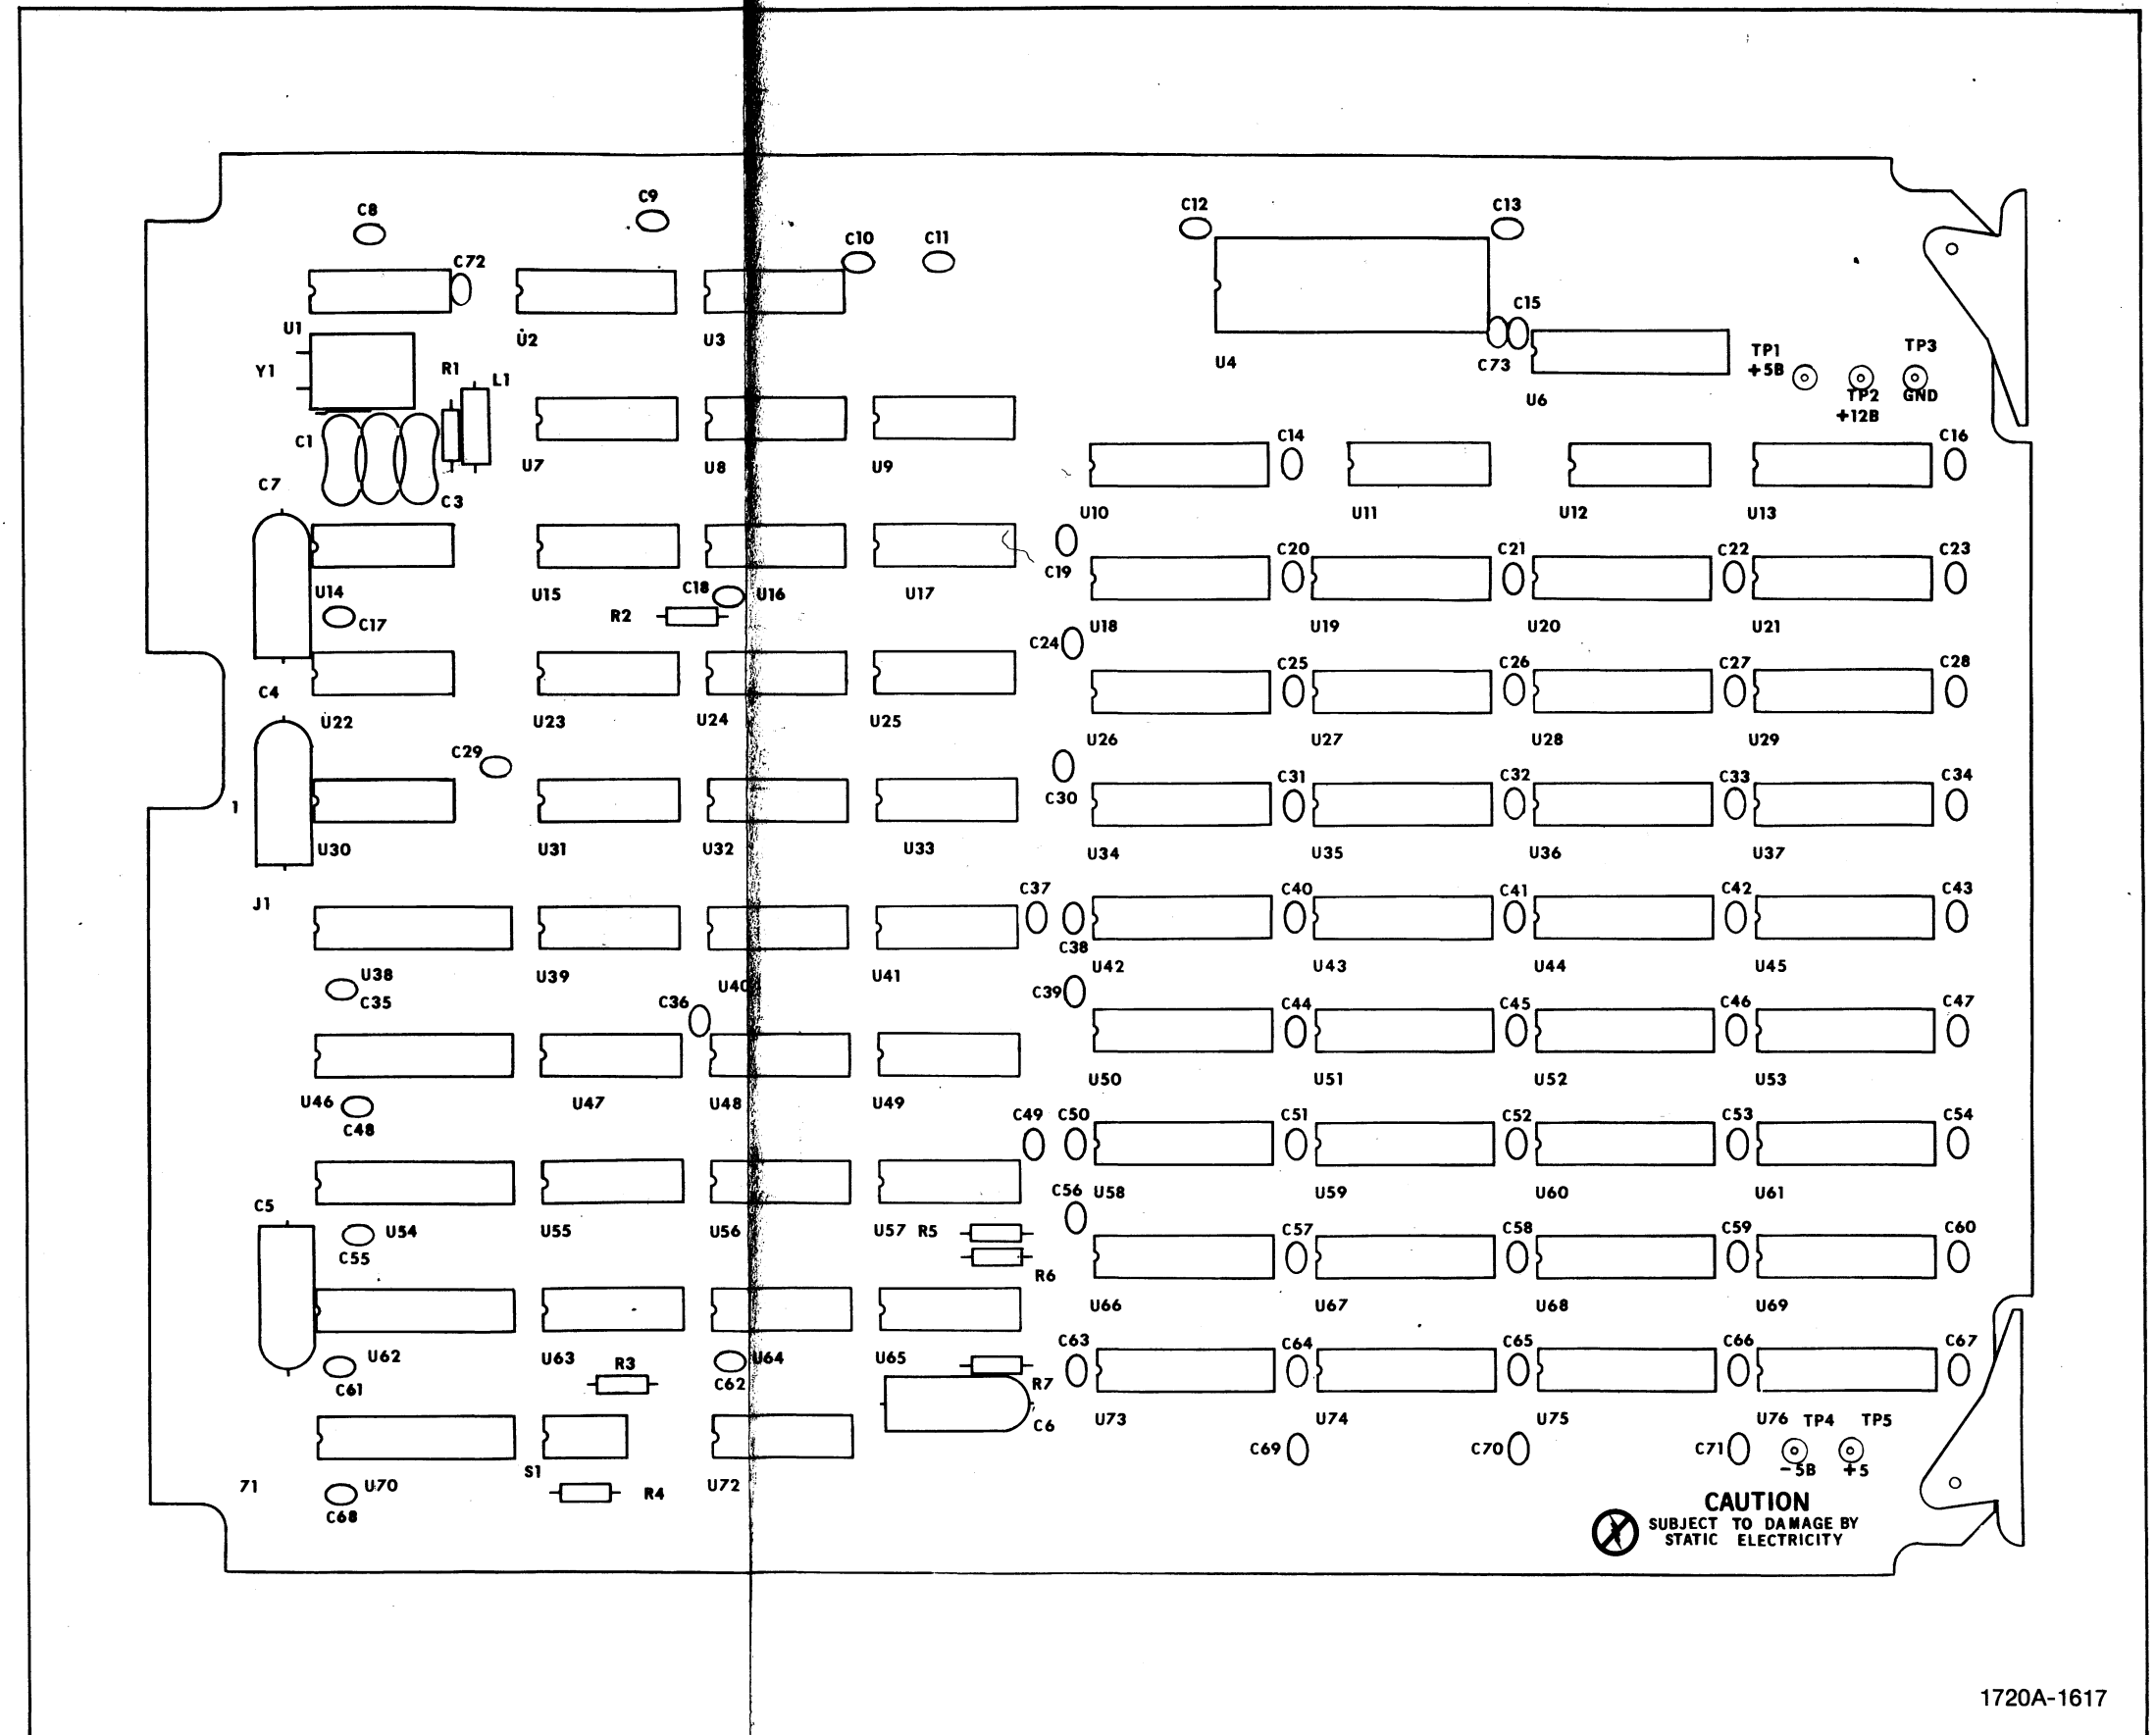 C8 C9 C12 C13
C10 C11
C72
C15
U1 U2 U3 U4 C73
TP1 TP3
+5B
Y1 R1 L1
U6 TP2 GND
+12B
C1 C14 C16
U7 U8 U9
C7 C3
U10 U11 U12 U13
C19 C20 C21 C22 C23
U14 U15 C18 U16 U17
C17 R2
U18 U19 U20 U21
C24
C4 C25 C26 C27 C28
U22 U23 U24 U25
U26 U27 U28 U29
C29
C30 C31 C32 C33 C34
1
U30 U31 U32 U33
U34 U35 U36 U37
J1 C37 C40 C41 C42 C43
C38
U38 U39 U40 U41
U42 U43 U44 U45
C35 C36 C39 C44 C45 C46 C47
U50 U51 U52 U53
U46 U47 U48 U49
C48 C49 C50 C51 C52 C53 C54
C5 C56 U58 U59 U60 U61
U54 U55 U56 U57 R5
C55 C57 C58 C59 C60
R6
U66 U67 U68 U69
C63 C64 C65 C66 C67
U62 U63 R3 U64 U65
C61 C62 R7
C6 U73 U74 U75 U76 TP4 TP5
C69 C70 C71
S1 -5B +5
71 U70 R4 U72
C68
CAUTION
SUBJECT TO DAMAGE BY
STATIC ELECTRICITY
1720A-1617